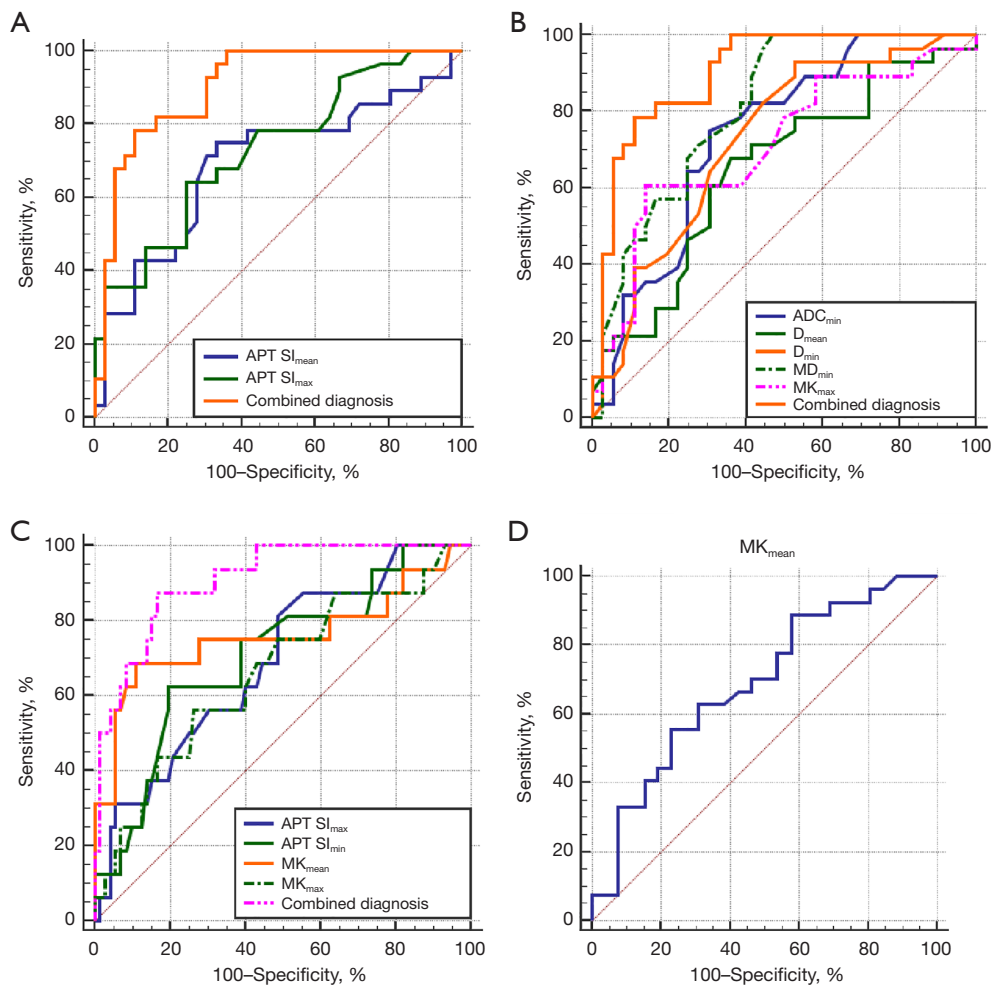 A
100
80
60
40
20
0
Sensitivity, %
APT SImean
APT SImax
Combined diagnosis
0 20 40 60 80 100
100–Specificity, %
B
100
80
60
40
20
0
Sensitivity, %
ADCmin
Dmean
Dmin
MDmin
MKmax
Combined diagnosis
0 20 40 60 80 100
100–Specificity, %
C
100
80
60
40
20
0
Sensitivity, %
APT SImax
APT SImin
MKmean
MKmax
Combined diagnosis
0 20 40 60 80 100
100–Specificity, %
D
MKmean
100
80
60
40
20
0
Sensitivity, %
0 20 40 60 80 100
100–Specificity, %